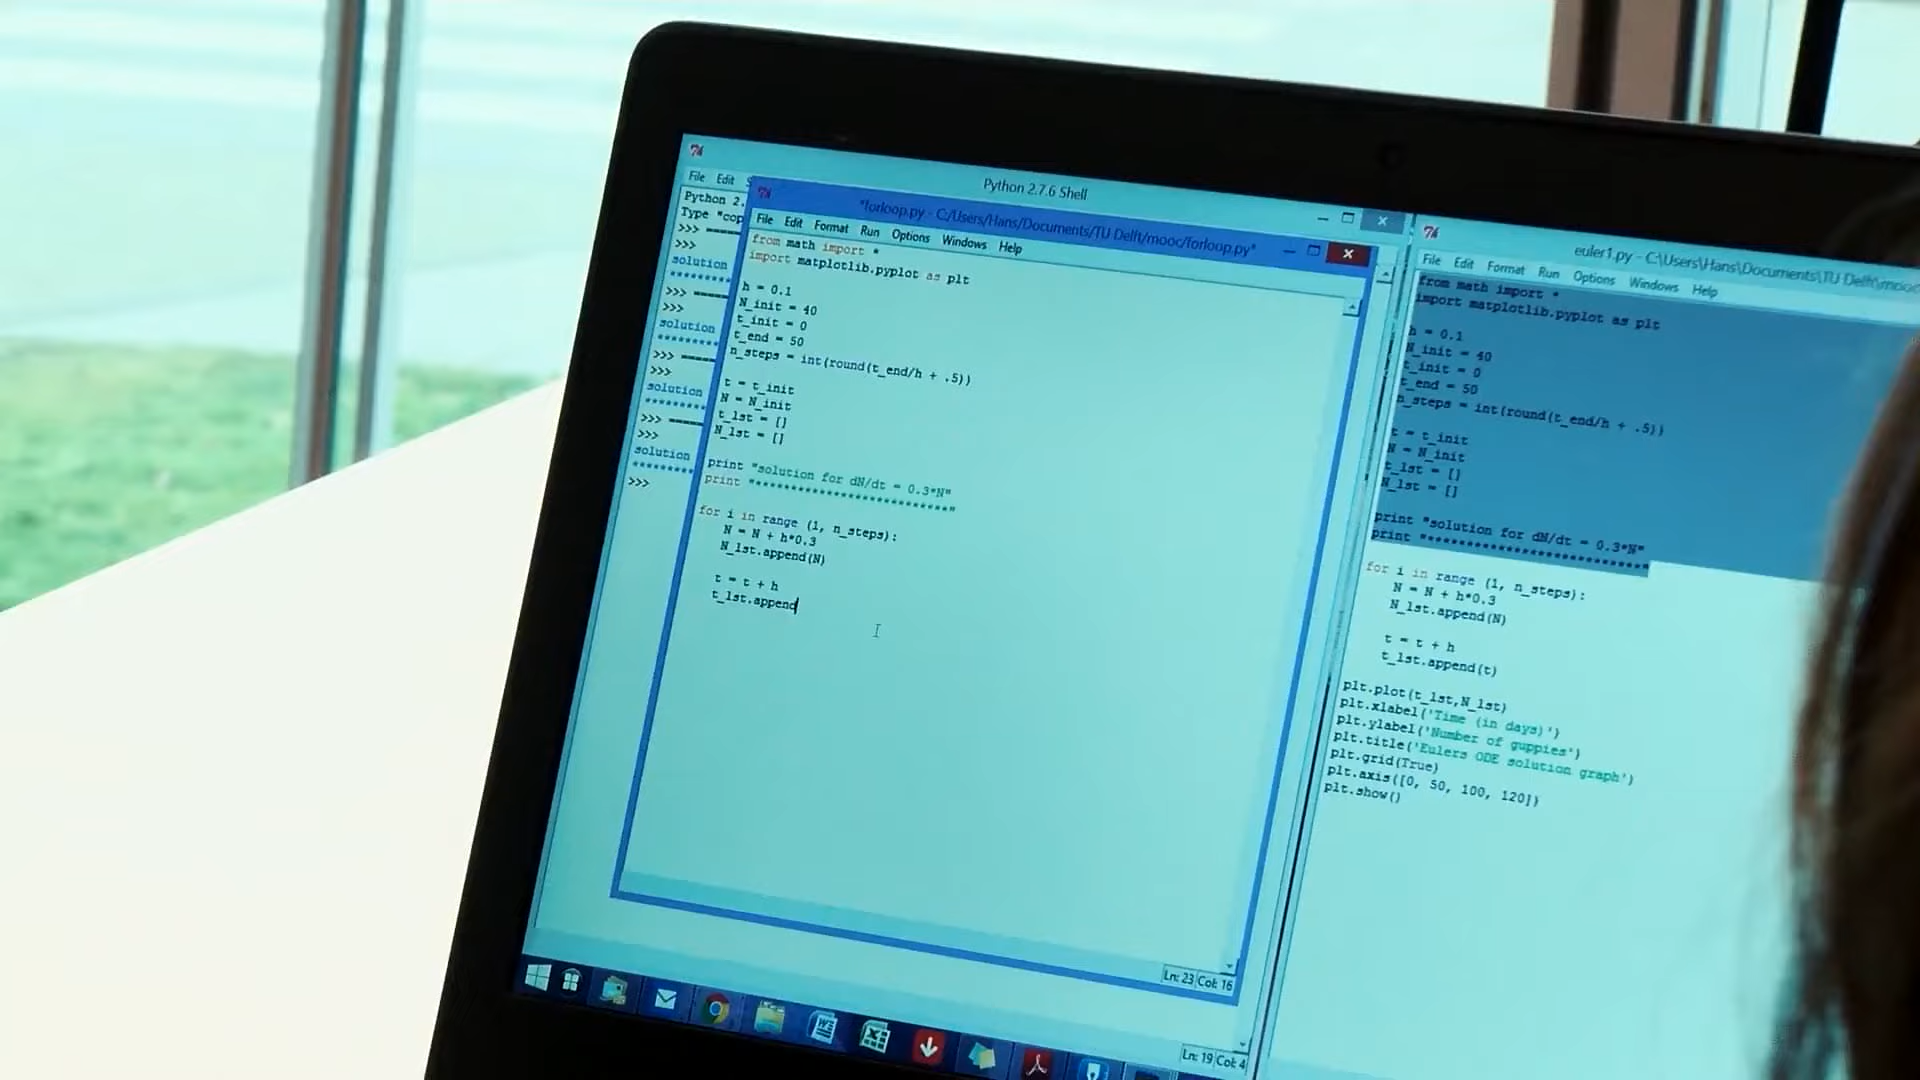 Python 2.7.6 Shell
File Edit
Python 2.
Type "cop
>>>
>>>
solution
*********
>>>
>>>
solution
*********
>>>
>>>
solution
*********
>>>
>>>
solution
*********
>>>
*forloop.py - C:/Users/Hans/Documents/TU Delft/mooc/forloop.py*
File Edit Format Run Options Windows Help
from math import *
import matplotlib.pyplot as plt
h = 0.1
N_init = 40
t_init = 0
t_end = 50
n_steps = int(round(t_end/h + .5))
t = t_init
N = N_init
t_lst = []
N_lst = []
print "solution for dN/dt = 0.3*N"
print "*****************************"
for i in range (1, n_steps):
N = N + h*0.3
N_lst.append(N)
t = t + h
t_lst.append
Ln: 23 Col: 16
Ln: 19 Col: 4
euler1.py - C:\Users\Hans\Documents\TU Delft\mooc
File Edit Format Run Options Windows Help
from math import *
import matplotlib.pyplot as plt
h = 0.1
N_init = 40
t_init = 0
t_end = 50
n_steps = int(round(t_end/h + .5))
t = t_init
N = N_init
t_lst = []
N_lst = []
print "solution for dN/dt = 0.3*N"
print "*****************************"
for i in range (1, n_steps):
N = N + h*0.3
N_lst.append(N)
t = t + h
t_lst.append(t)
plt.plot(t_lst,N_lst)
plt.xlabel('Time (in days)')
plt.ylabel('Number of guppies')
plt.title('Eulers ODE solution graph')
plt.grid(True)
plt.axis([0, 50, 100, 120])
plt.show()